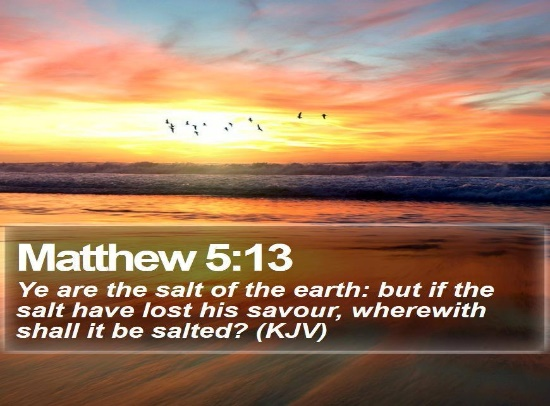 Matthew 5:13
Ye are the salt of the earth: but if the
salt have lost his savour, wherewith
shall it be salted? (KJV)